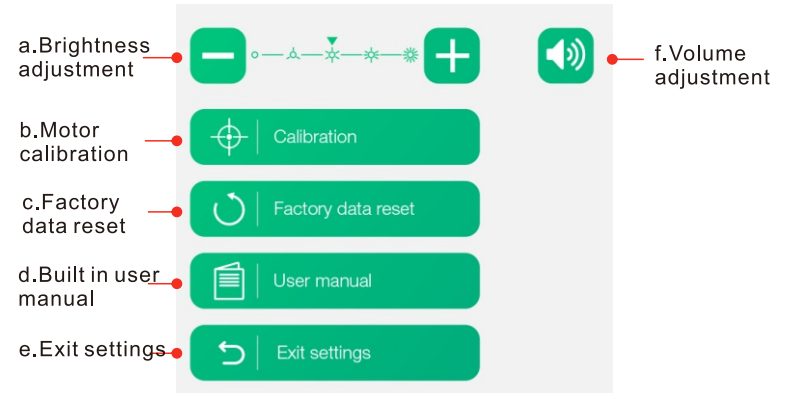 a.Brightness
adjustment
f.Volume
adjustment
b.Motor
calibration
Calibration
c.Factory
data reset
Factory data reset
d.Built in user
manual
User manual
e.Exit settings
Exit settings